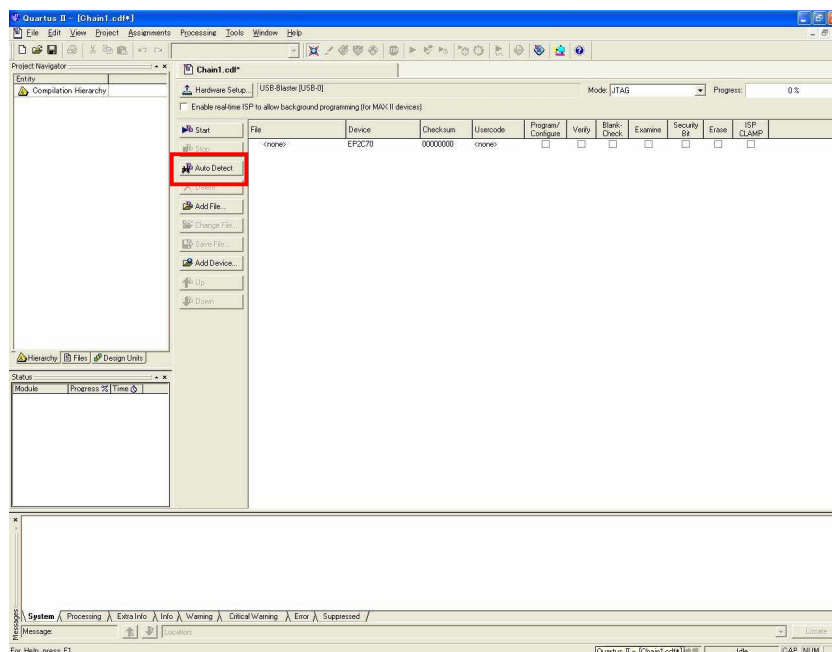 Quartus II - [Chain1.cdf*]
File Edit View Project Assignments Processing Tools Window Help
Project Navigator
Entity
Compilation Hierarchy
Hierarchy Files Design Units
Status
Module Progress % Time
Chain1.cdf*
Hardware Setup... USB-Blaster [USB-0] Mode: JTAG Progress: 0 %
Enable real-time ISP to allow background programming (for MAX II devices)
Start
Stop
Auto Detect
Delete
Add File...
Change File...
Save File...
Add Device...
Up
Down
File Device Checksum Usercode Program/ Configure Verify Blank- Check Examine Security Bit Erase ISP CLAMP
<none> EP2C70 00000000 <none>
System Processing Extra Info Info Warning Critical Warning Error Suppressed
Messages
Message: Location: Locate
For Help, press F1 Quartus II - [Chain1.cdf*] Idle CAP NUM